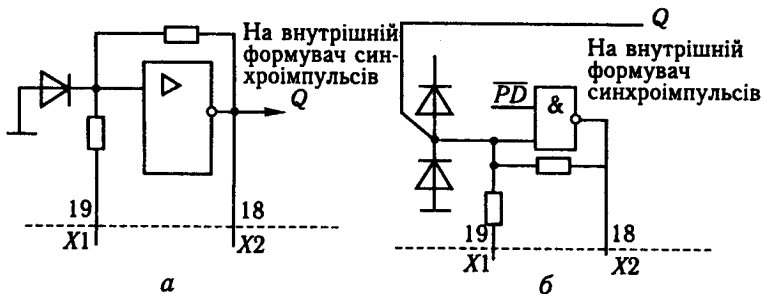 На внутрішній
формувач син-
хроімпульсів
Q
19
18
X1
X2
а
Q
На внутрішній
формувач
синхроімпульсів
PD
&
19
18
X1
X2
б